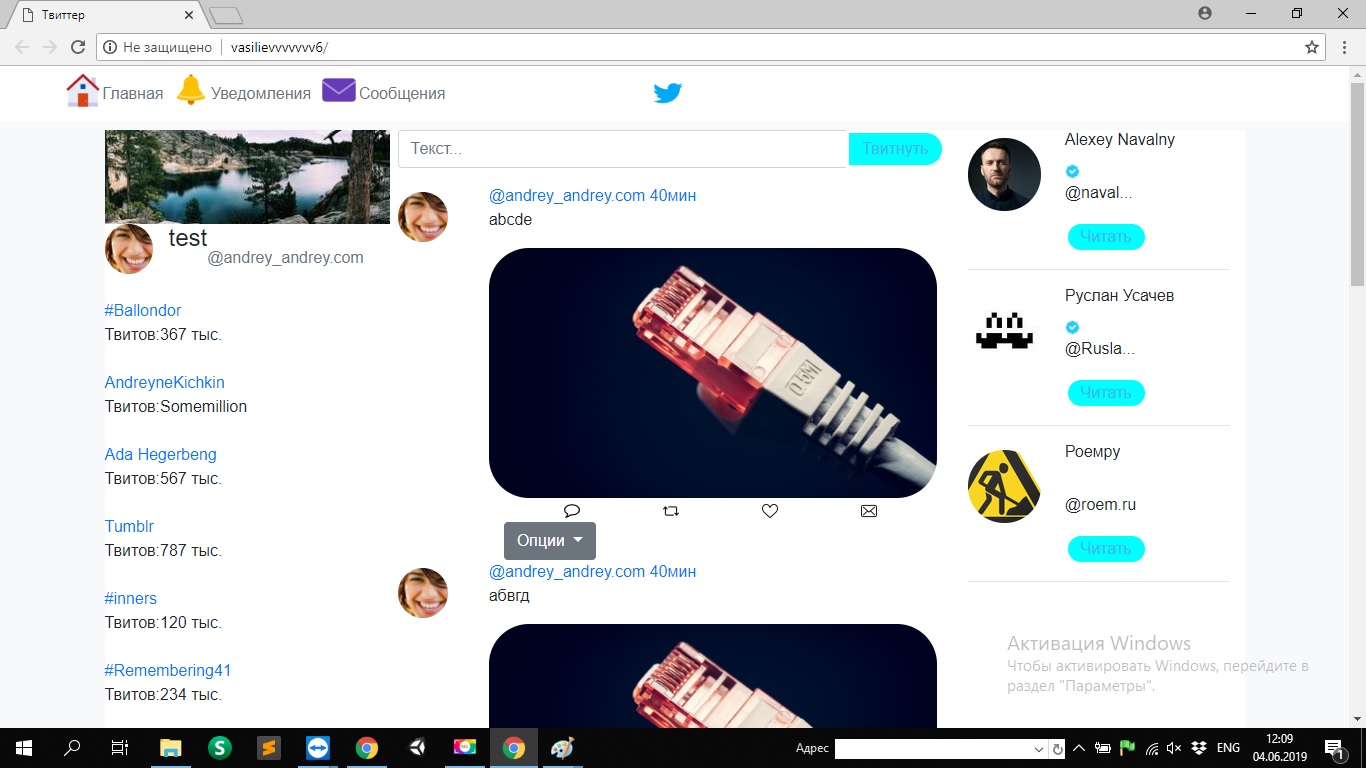 Твиттер
Не защищено vasilievvvvvvv6/
Главная Уведомления Сообщения
Текст... Твитнуть
test
@andrey_andrey.com
#Ballondor
Твитов:367 тыс.
AndreyneKichkin
Твитов:Somemillion
Ada Hegerbeng
Твитов:567 тыс.
Tumblr
Твитов:787 тыс.
#inners
Твитов:120 тыс.
#Remembering41
Твитов:234 тыс.
@andrey_andrey.com 40мин
abcde
Опции
@andrey_andrey.com 40мин
абвгд
Alexey Navalny
@naval...
Читать
Руслан Усачев
@Rusla...
Читать
Роемру
@roem.ru
Читать
Активация Windows
Чтобы активировать Windows, перейдите в
раздел "Параметры".
Адрес
ENG
12:09
04.06.2019
1